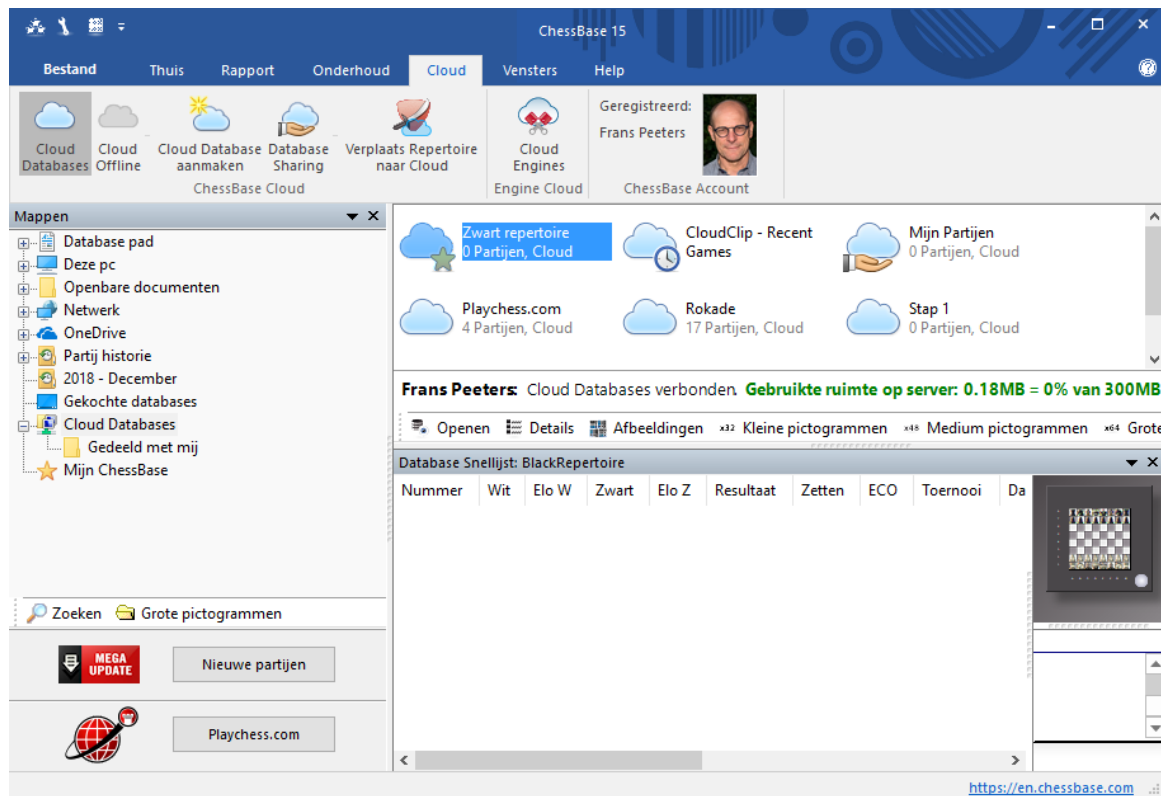 ChessBase 15
Bestand Thuis Rapport Onderhoud Cloud Vensters Help
Cloud Databases
Cloud Offline
Cloud Database aanmaken
Database Sharing
Verplaats Repertoire naar Cloud
ChessBase Cloud
Cloud Engines
Engine Cloud
Geregistreerd:
Frans Peeters
ChessBase Account
Mappen
Database pad
Deze pc
Openbare documenten
Netwerk
OneDrive
Partij historie
2018 - December
Gekochte databases
Cloud Databases
Gedeeld met mij
Mijn ChessBase
Zoeken Grote pictogrammen
MEGA
UPDATE
Nieuwe partijen
Playchess.com
Zwart repertoire
0 Partijen, Cloud
CloudClip - Recent
Games
Mijn Partijen
0 Partijen, Cloud
Playchess.com
4 Partijen, Cloud
Rokade
17 Partijen, Cloud
Stap 1
0 Partijen, Cloud
Frans Peeters: Cloud Databases verbonden. Gebruikte ruimte op server: 0.18MB = 0% van 300MB
Openen Details Afbeeldingen x32 Kleine pictogrammen x48 Medium pictogrammen x64 Grote
Database Snellijst: BlackRepertoire
Nummer Wit Elo W Zwart Elo Z Resultaat Zetten ECO Toernooi Da
https://en.chessbase.com